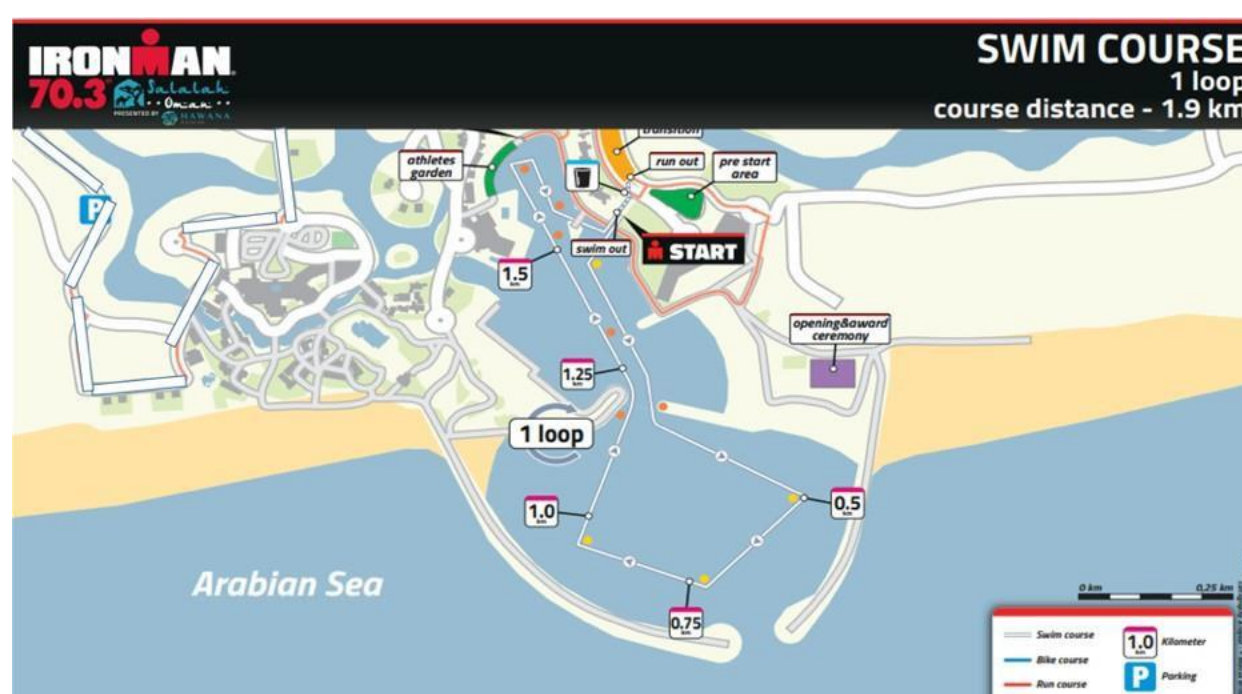 IRONMAN
70.3
Salalah
Oman
PRESENTED BY
HAWANA
SWIM COURSE
1 loop
course distance - 1.9 km
transition
athletes
garden
run out
pre start
area
swim out
START
1.5
km
opening&award
ceremony
1.25
km
1 loop
1.0
km
0.5
km
Arabian Sea
0.75
km
0 km
0,25 km
Swim course
1.0
km
Kilometer
Bike course
P
Parking
Run course
P